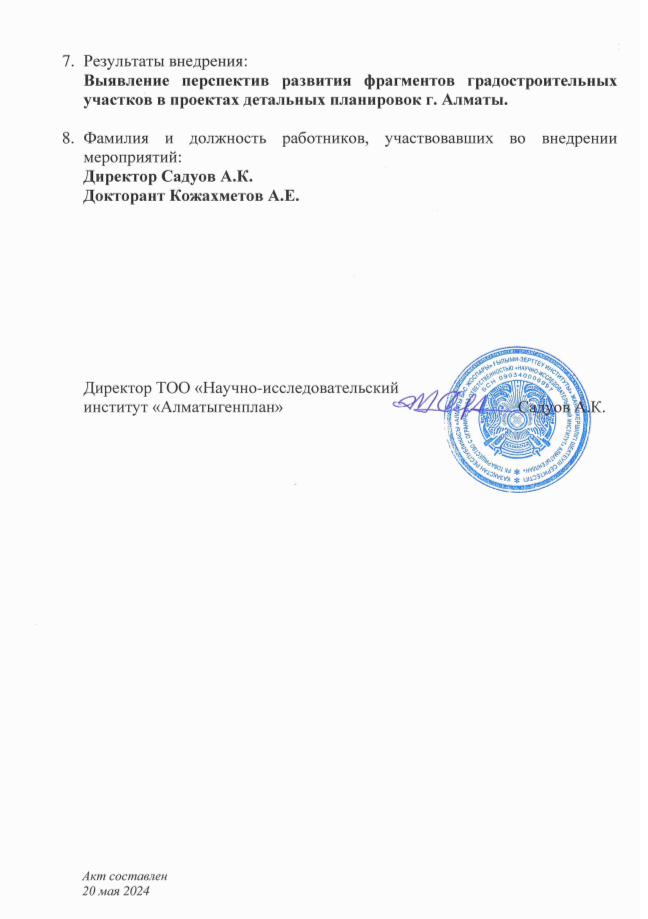 7. Результаты внедрения:
Выявление перспектив развития фрагментов градостроительных
участков в проектах детальных планировок г. Алматы.
8. Фамилия и должность работников, участвовавших во внедрении
мероприятий:
Директор Садуов А.К.
Докторант Кожахметов А.Е.
Директор ТОО «Научно-исследовательский
институт «Алматыгенплан» Садуов А.К.
Акт составлен
20 мая 2024